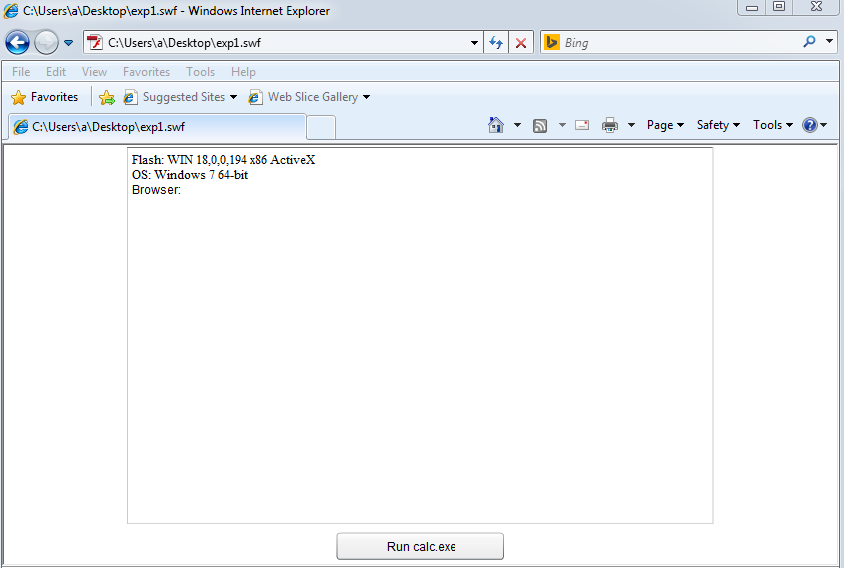 C:\Users\a\Desktop\exp1.swf - Windows Internet Explorer
C:\Users\a\Desktop\exp1.swf
Bing
File Edit View Favorites Tools Help
Favorites Suggested Sites Web Slice Gallery
C:\Users\a\Desktop\exp1.swf Page Safety Tools
Flash: WIN 18,0,0,194 x86 ActiveX
OS: Windows 7 64-bit
Browser:
Run calc.exe